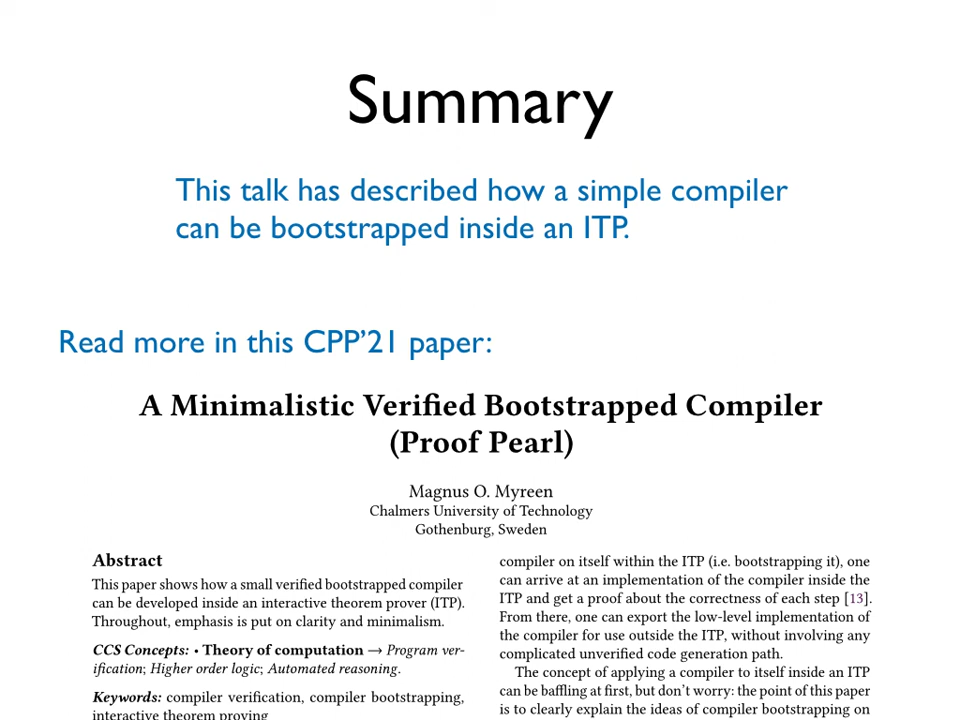 Summary
This talk has described how a simple compiler
can be bootstrapped inside an ITP.
Read more in this CPP'21 paper:
A Minimalistic Verified Bootstrapped Compiler
(Proof Pearl)
Magnus O. Myreen
Chalmers University of Technology
Gothenburg, Sweden
Abstract
This paper shows how a small verified bootstrapped compiler
can be developed inside an interactive theorem prover (ITP).
Throughout, emphasis is put on clarity and minimalism.
CCS Concepts: • Theory of computation → Program ver-
ification; Higher order logic; Automated reasoning.
Keywords: compiler verification, compiler bootstrapping,
interactive theorem proving
compiler on itself within the ITP (i.e. bootstrapping it), one
can arrive at an implementation of the compiler inside the
ITP and get a proof about the correctness of each step [13].
From there, one can export the low-level implementation of
the compiler for use outside the ITP, without involving any
complicated unverified code generation path.
The concept of applying a compiler to itself inside an ITP
can be baffling at first, but don't worry: the point of this paper
is to clearly explain the ideas of compiler bootstrapping on